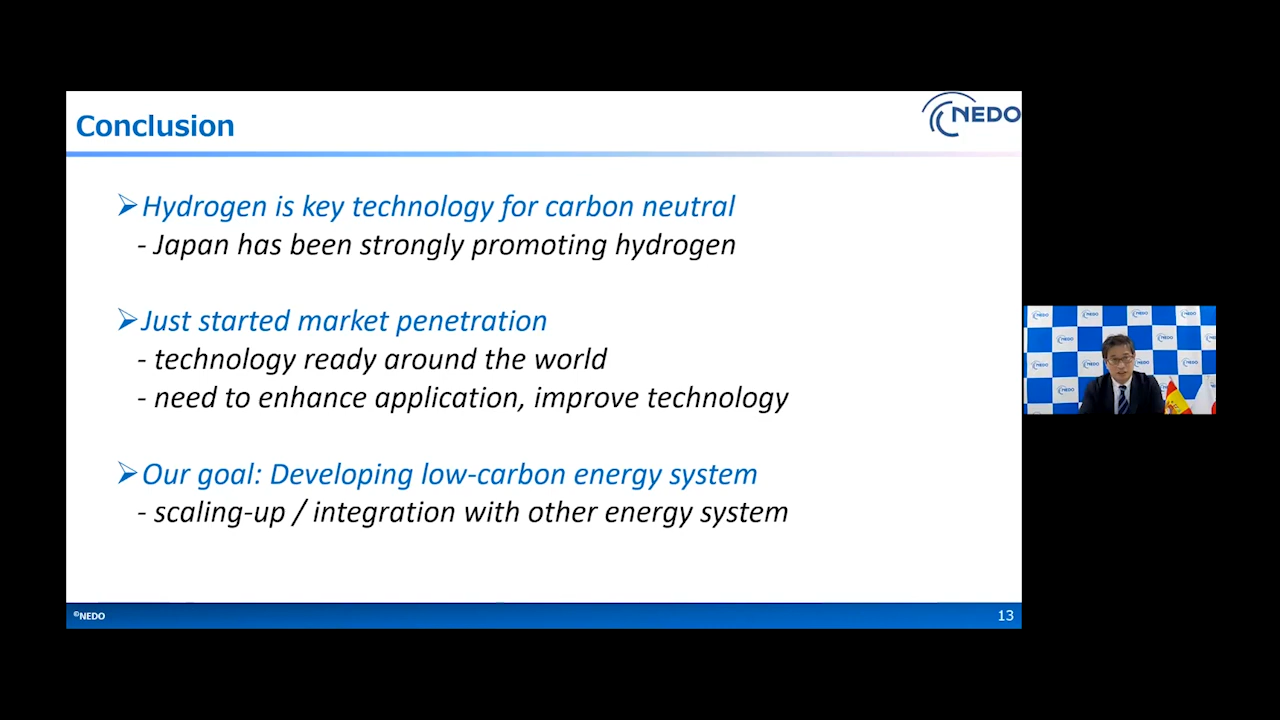 Conclusion
NEDO
➢Hydrogen is key technology for carbon neutral
- Japan has been strongly promoting hydrogen
➢Just started market penetration
- technology ready around the world
- need to enhance application, improve technology
➢Our goal: Developing low-carbon energy system
- scaling-up / integration with other energy system
©NEDO
13